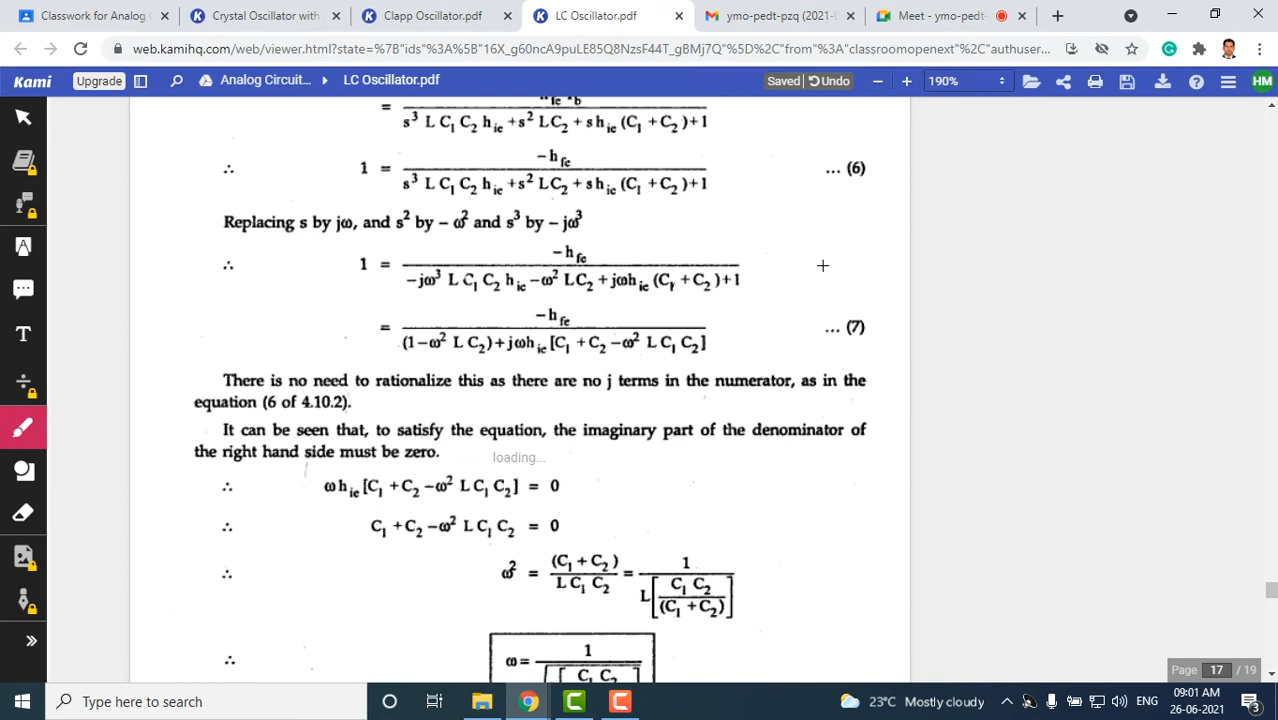 Classwork for Analog
Crystal Oscillator with
Clapp Oscillator.pdf
LC Oscillator.pdf
ymo-pedt-pzq (2021-
Meet - ymo-pedt-
web.kamihq.com/web/viewer.html?state=%7B"ids"%3A%5B"16X_g60ncA9puLE85Q8NzsF44T_gBMj7Q"%5D%2C"from"%3A"classroomopenext"%2C"authuser...
Kami Upgrade Analog Circuit... LC Oscillator.pdf Saved Undo 190% HM
= / s³ L C₁ C₂ h_ie + s² LC₂ + s h_ie (C₁ + C₂) + 1
∴ 1 = -h_fe / s³ L C₁ C₂ h_ie + s² LC₂ + s h_ie (C₁ + C₂) + 1 ... (6)
Replacing s by jω, and s² by – ω² and s³ by – jω³
∴ 1 = -h_fe / -jω³ L C₁ C₂ h_ie - ω² LC₂ + jωh_ie (C₁ + C₂) + 1
= -h_fe / (1-ω² L C₂) + jωh_ie [C₁ + C₂ - ω² L C₁ C₂] ... (7)
There is no need to rationalize this as there are no j terms in the numerator, as in the
equation (6 of 4.10.2).
It can be seen that, to satisfy the equation, the imaginary part of the denominator of
the right hand side must be zero.
loading...
∴ ωh_ie [C₁ + C₂ - ω² L C₁ C₂] = 0
∴ C₁ + C₂ - ω² L C₁ C₂ = 0
∴ ω² = (C₁ + C₂) / L C₁ C₂ = 1 / L[C₁ C₂ / (C₁ + C₂)]
∴ ω = 1 / √[C₁ C₂
Page 17 / 19
Type here to search
23°C Mostly cloudy
ENG
09:01 AM
26-06-2021
3